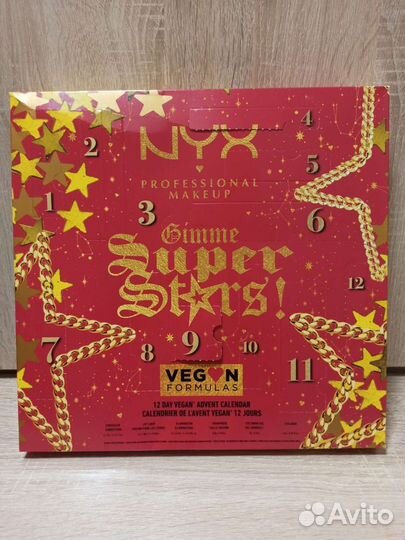 NYX
PROFESSIONAL
MAKEUP
2
4
5
1
3
6
Gimme
Super
Stars!
12
7
8
9
10
11
VEGAN
FORMULAS
12 DAY VEGAN* ADVENT CALENDAR
CALENDRIER DE L'AVENT VEGAN* 12 JOURS
Avito